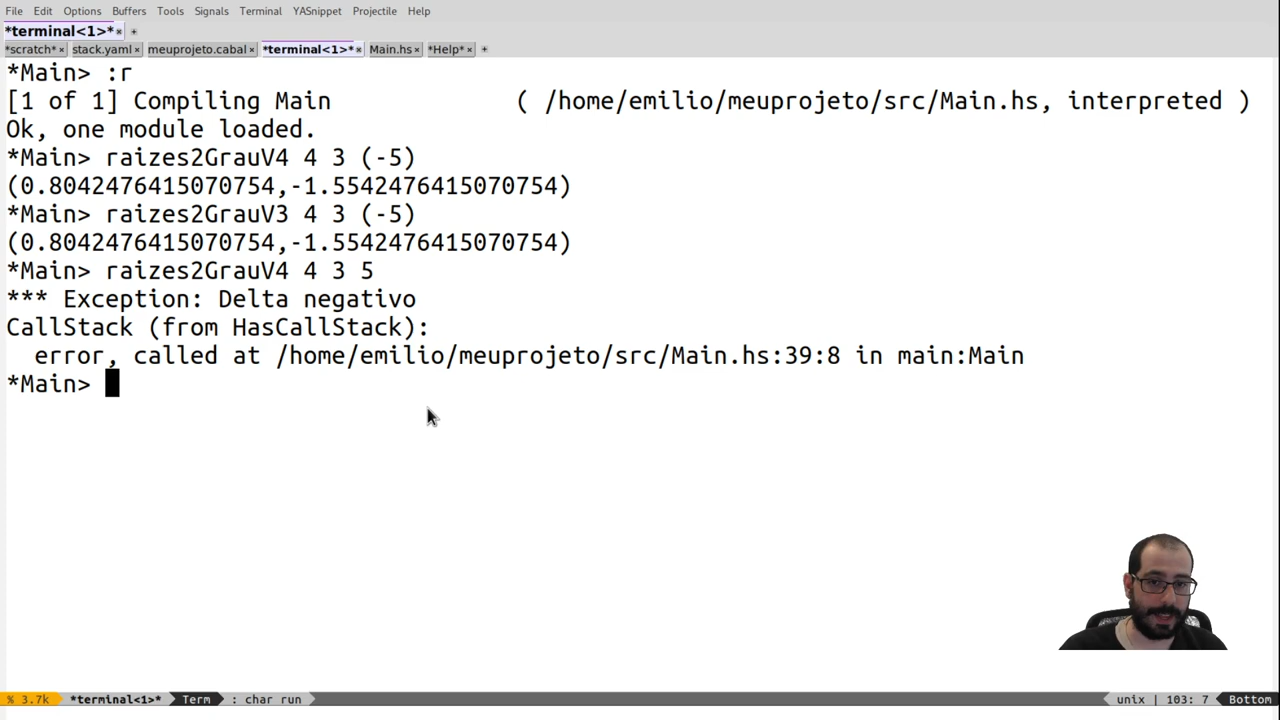 File Edit Options Buffers Tools Signals Terminal YASnippet Projectile Help
*terminal<1>*× +
*scratch*× stack.yaml× meuprojeto.cabal× *terminal<1>*× Main.hs× *Help*× +
*Main> :r
[1 of 1] Compiling Main ( /home/emilio/meuprojeto/src/Main.hs, interpreted )
Ok, one module loaded.
*Main> raizes2GrauV4 4 3 (-5)
(0.8042476415070754,-1.5542476415070754)
*Main> raizes2GrauV3 4 3 (-5)
(0.8042476415070754,-1.5542476415070754)
*Main> raizes2GrauV4 4 3 5
*** Exception: Delta negativo
CallStack (from HasCallStack):
  error, called at /home/emilio/meuprojeto/src/Main.hs:39:8 in main:Main
*Main>
% 3.7k *terminal<1>* Term : char run unix | 103: 7 Bottom